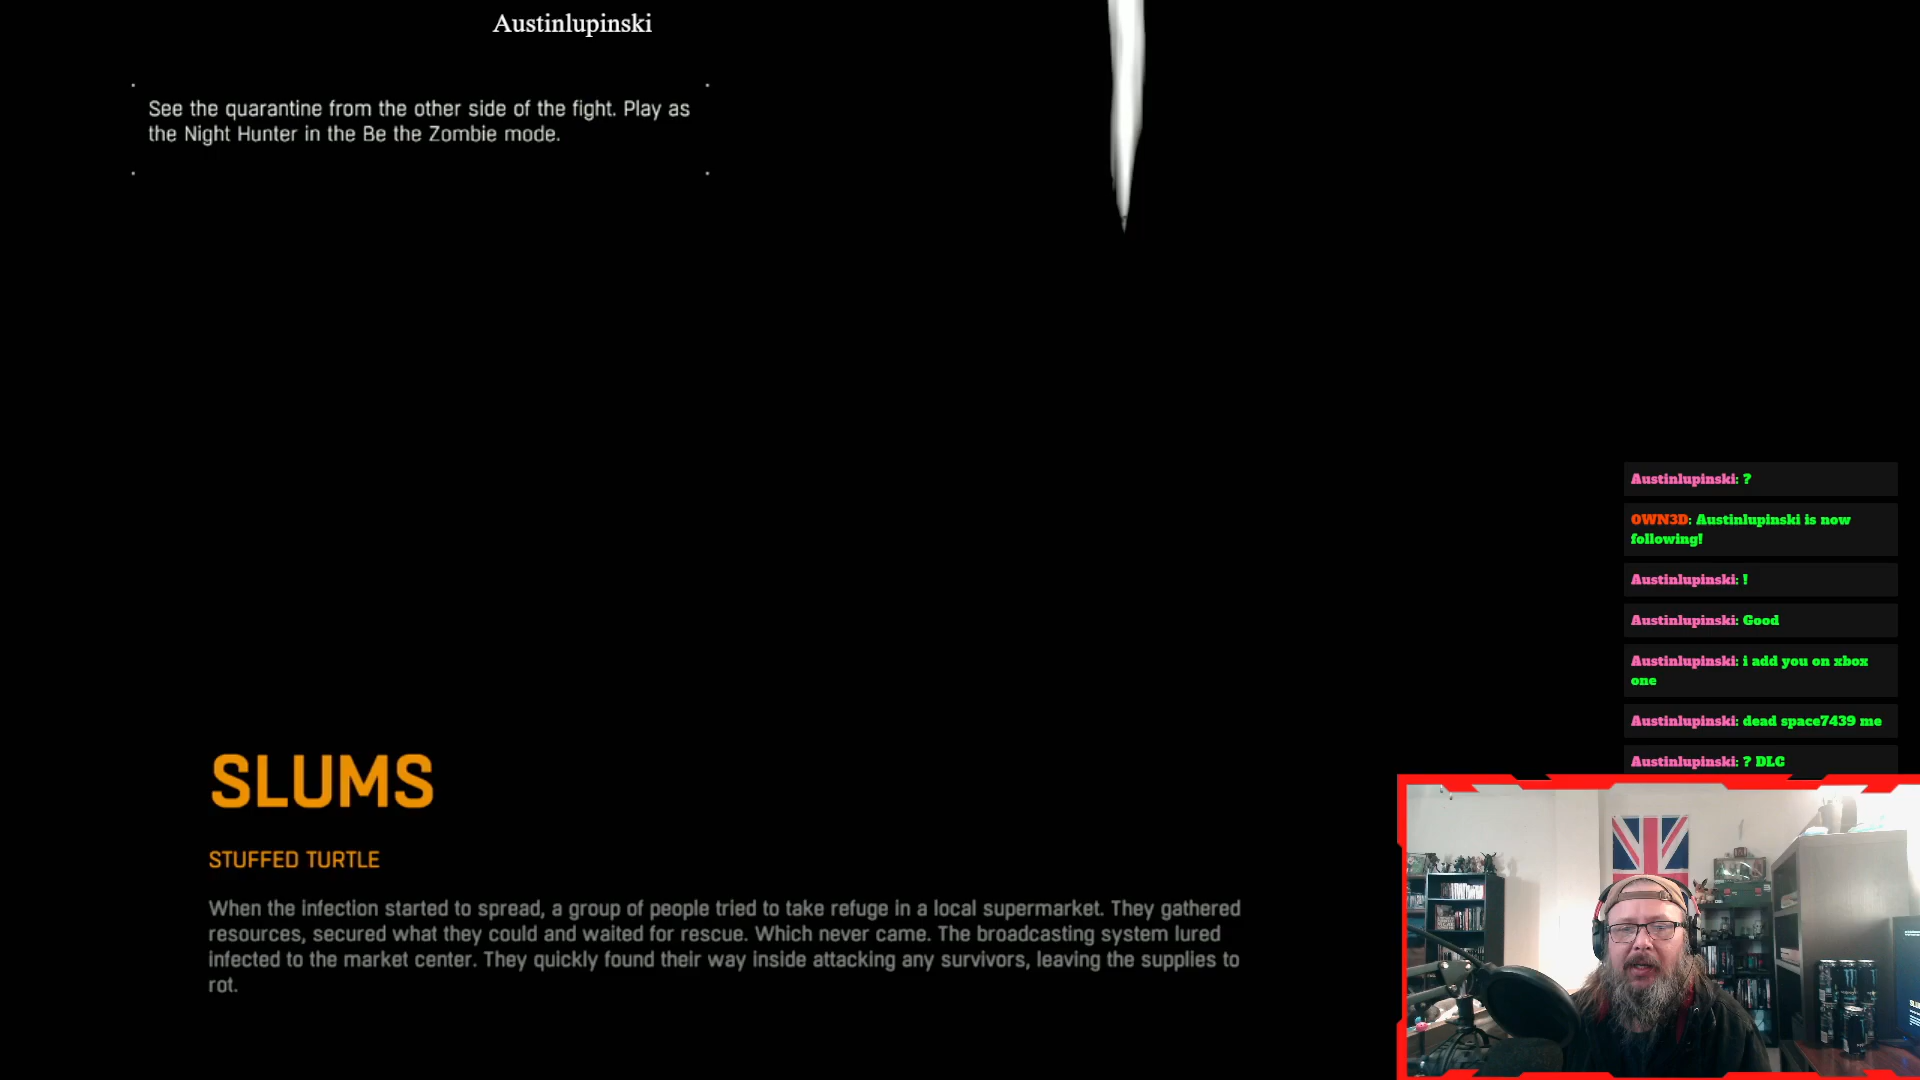 Austinlupinski
See the quarantine from the other side of the fight. Play as
the Night Hunter in the Be the Zombie mode.
Austinlupinski: ?
OWN3D: Austinlupinski is now
following!
Austinlupinski: !
Austinlupinski: Good
Austinlupinski: i add you on xbox
one
Austinlupinski: dead space7439 me
Austinlupinski: ? DLC
SLUMS
STUFFED TURTLE
When the infection started to spread, a group of people tried to take refuge in a local supermarket. They gathered
resources, secured what they could and waited for rescue. Which never came. The broadcasting system lured
infected to the market center. They quickly found their way inside attacking any survivors, leaving the supplies to
rot.